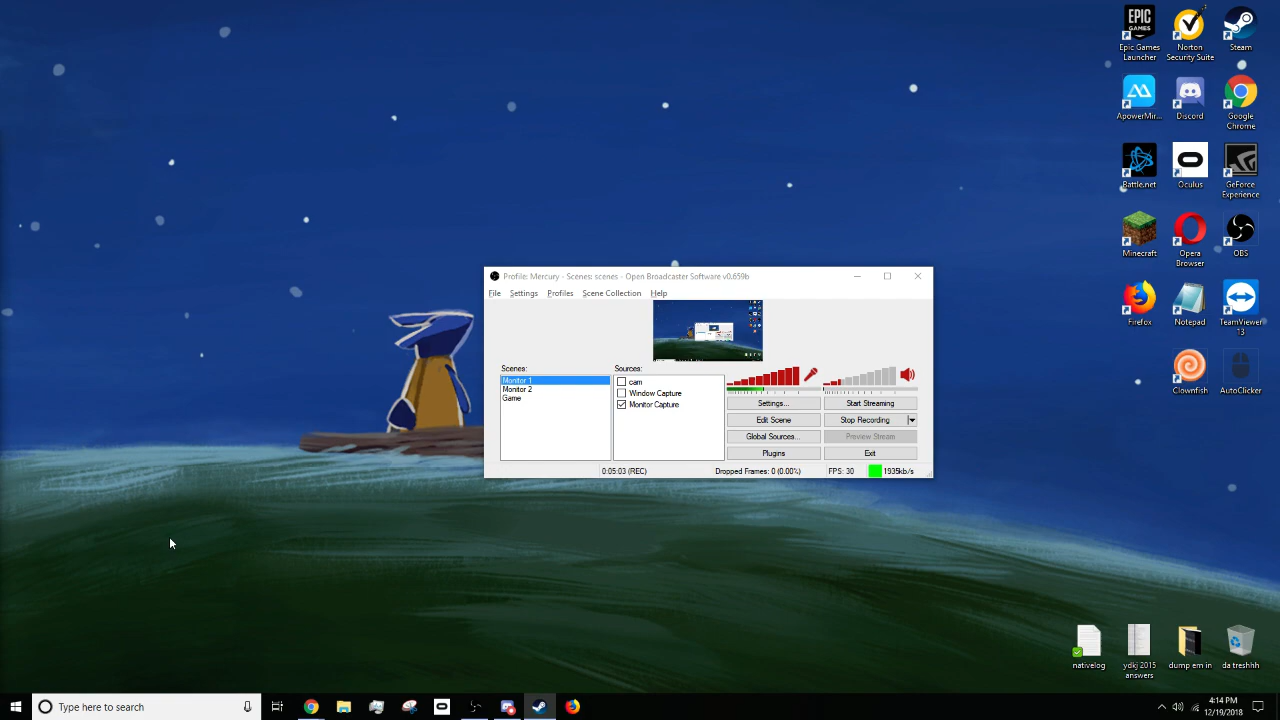 Epic Games
Launcher
Norton
Security Suite
Steam
ApowerMir...
Discord
Google
Chrome
Battle.net
Oculus
GeForce
Experience
Minecraft
Opera
Browser
OBS
Firefox
Notepad
TeamViewer
13
Clownfish
AutoClicker
EPIC
GAMES
Profile: Mercury - Scenes: scenes - Open Broadcaster Software v0.659b
File Settings Profiles Scene Collection Help
Scenes:
Monitor 1
Monitor 2
Game
Sources:
cam
Window Capture
Monitor Capture
Settings...
Start Streaming
Edit Scene
Stop Recording
Global Sources...
Preview Stream
Plugins
Exit
0:05:03 (REC)
Dropped Frames: 0 (0.00%)
FPS: 30
1935kb/s
nativelog
ydkj 2015
answers
dump em in
da treshhh
Type here to search
4:14 PM
12/19/2018